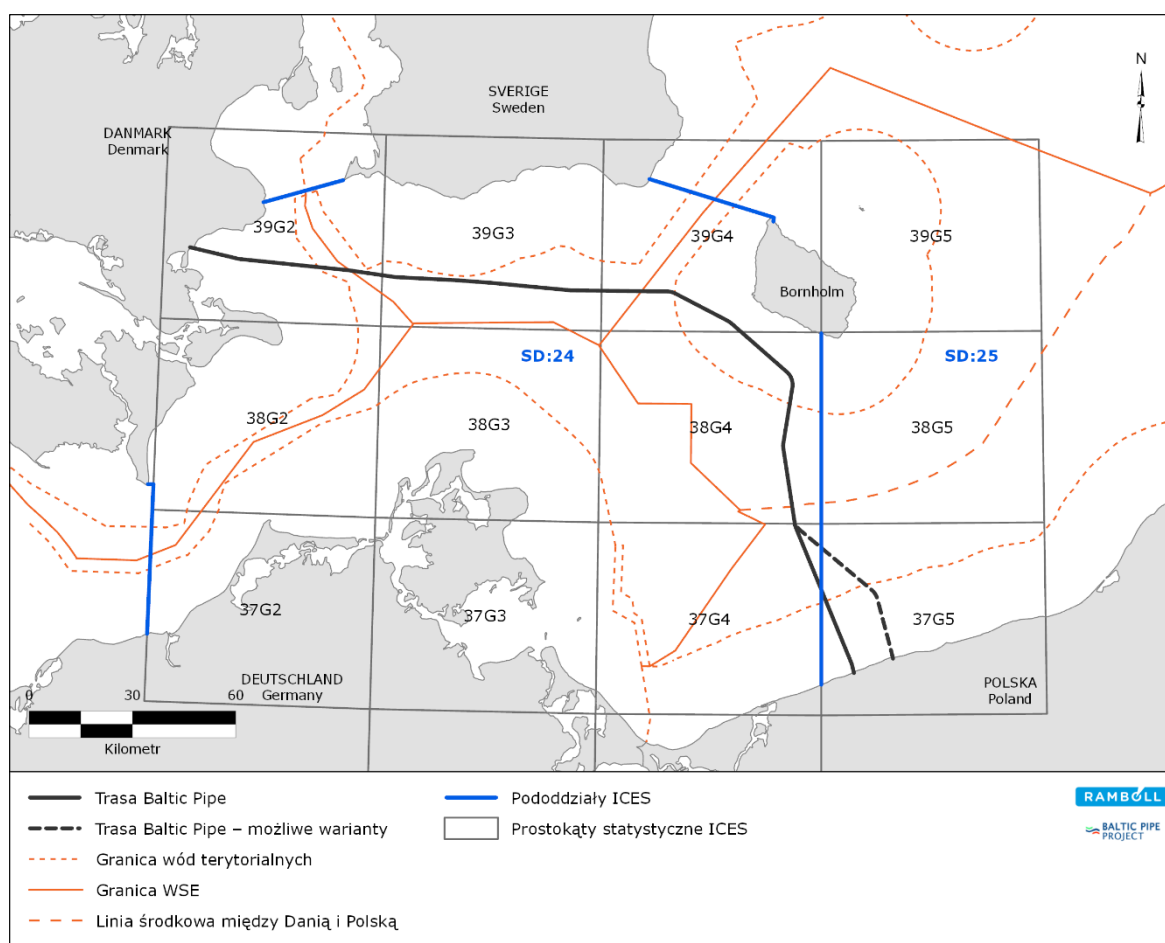 N
SVERIGE
Sweden
DANMARK
Denmark
39G2
39G3
39G4
39G5
Bornholm
SD:24
SD:25
38G2
38G3
38G4
38G5
37G2
37G3
37G4
37G5
DEUTSCHLAND
Germany
POLSKA
Poland
0 30 60
Kilometr
Trasa Baltic Pipe
Trasa Baltic Pipe – możliwe warianty
Granica wód terytorialnych
Granica WSE
Linia środkowa między Danią i Polską
Pododdziały ICES
Prostokąty statystyczne ICES
RAMBOLL
BALTIC PIPE
PROJECT